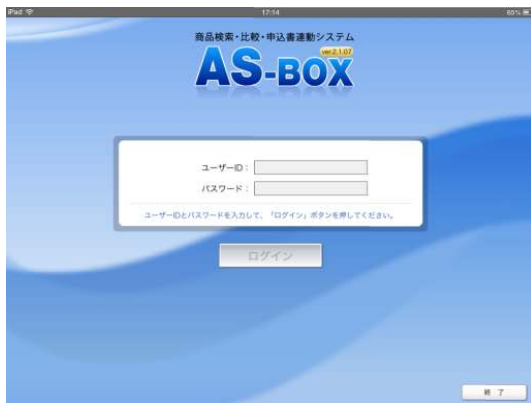 iPad 17:14 60%
商品検索・比較・申込書連動システム
ver.2.1.07
AS-BOX
ユーザーID：
パスワード：
ユーザーIDとパスワードを入力して、「ログイン」ボタンを押してください。
ログイン
終 了